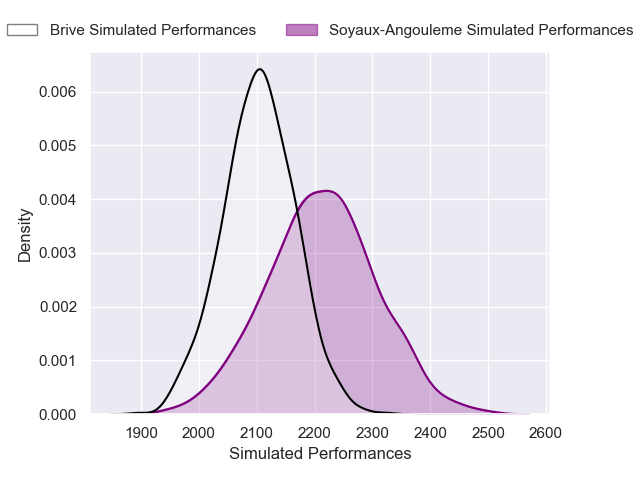 Brive Simulated Performances Soyaux-Angouleme Simulated Performances
0.006
0.005
0.004
0.003
0.002
0.001
0.000
Density
1900 2000 2100 2200 2300 2400 2500 2600
Simulated Performances